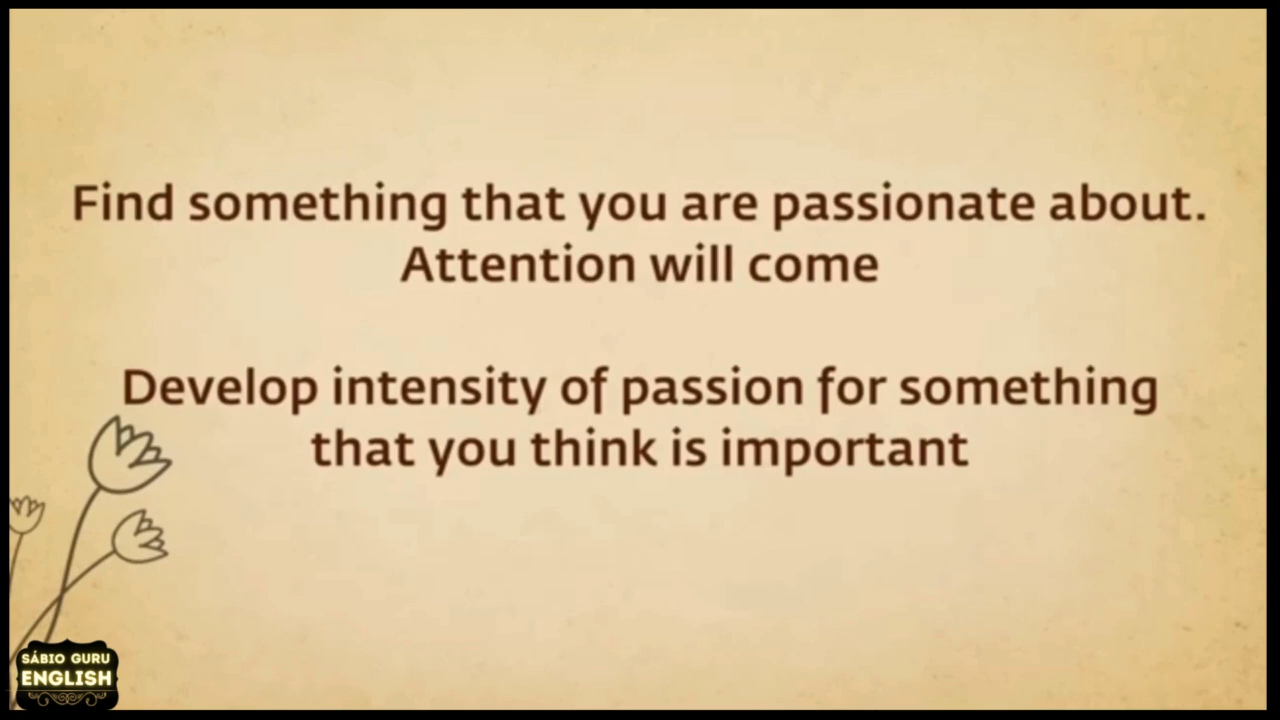 Find something that you are passionate about.
Attention will come
Develop intensity of passion for something
that you think is important
SÁBIO GURU
ENGLISH